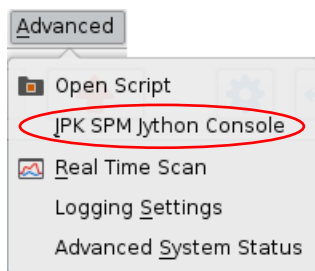 Advanced
Open Script
JPK SPM Jython Console
Real Time Scan
Logging Settings
Advanced System Status